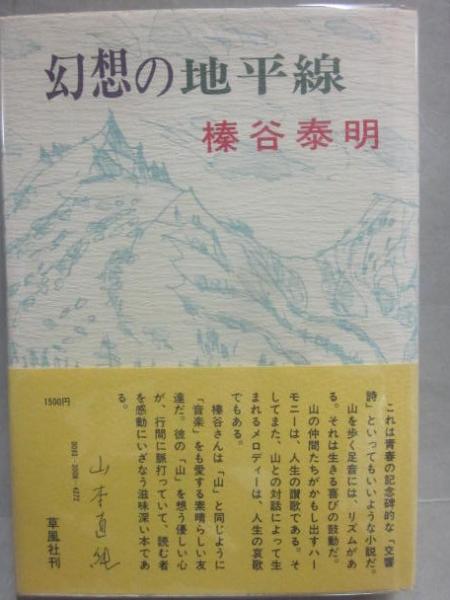 幻想の地平線
榛谷泰明
これは青春の記念碑的な「交響
詩」といってもいいような小説だ。
山を歩く足音には、リズムがあ
る。それは生きる喜びの鼓動だ。
山の仲間たちがかもし出すハー
モニーは、人生の讃歌である。そ
してまた、山との対話によって生
まれるメロディーは、人生の哀歌
でもある。
榛谷さんは「山」と同じように
「音楽」をも愛する素晴らしい友
達だ。彼の「山」を想う優しい心
が、行間に脈打っていて、読む者
を感動にいざなう滋味深い本であ
る。
山本直純
1500円
草風社刊